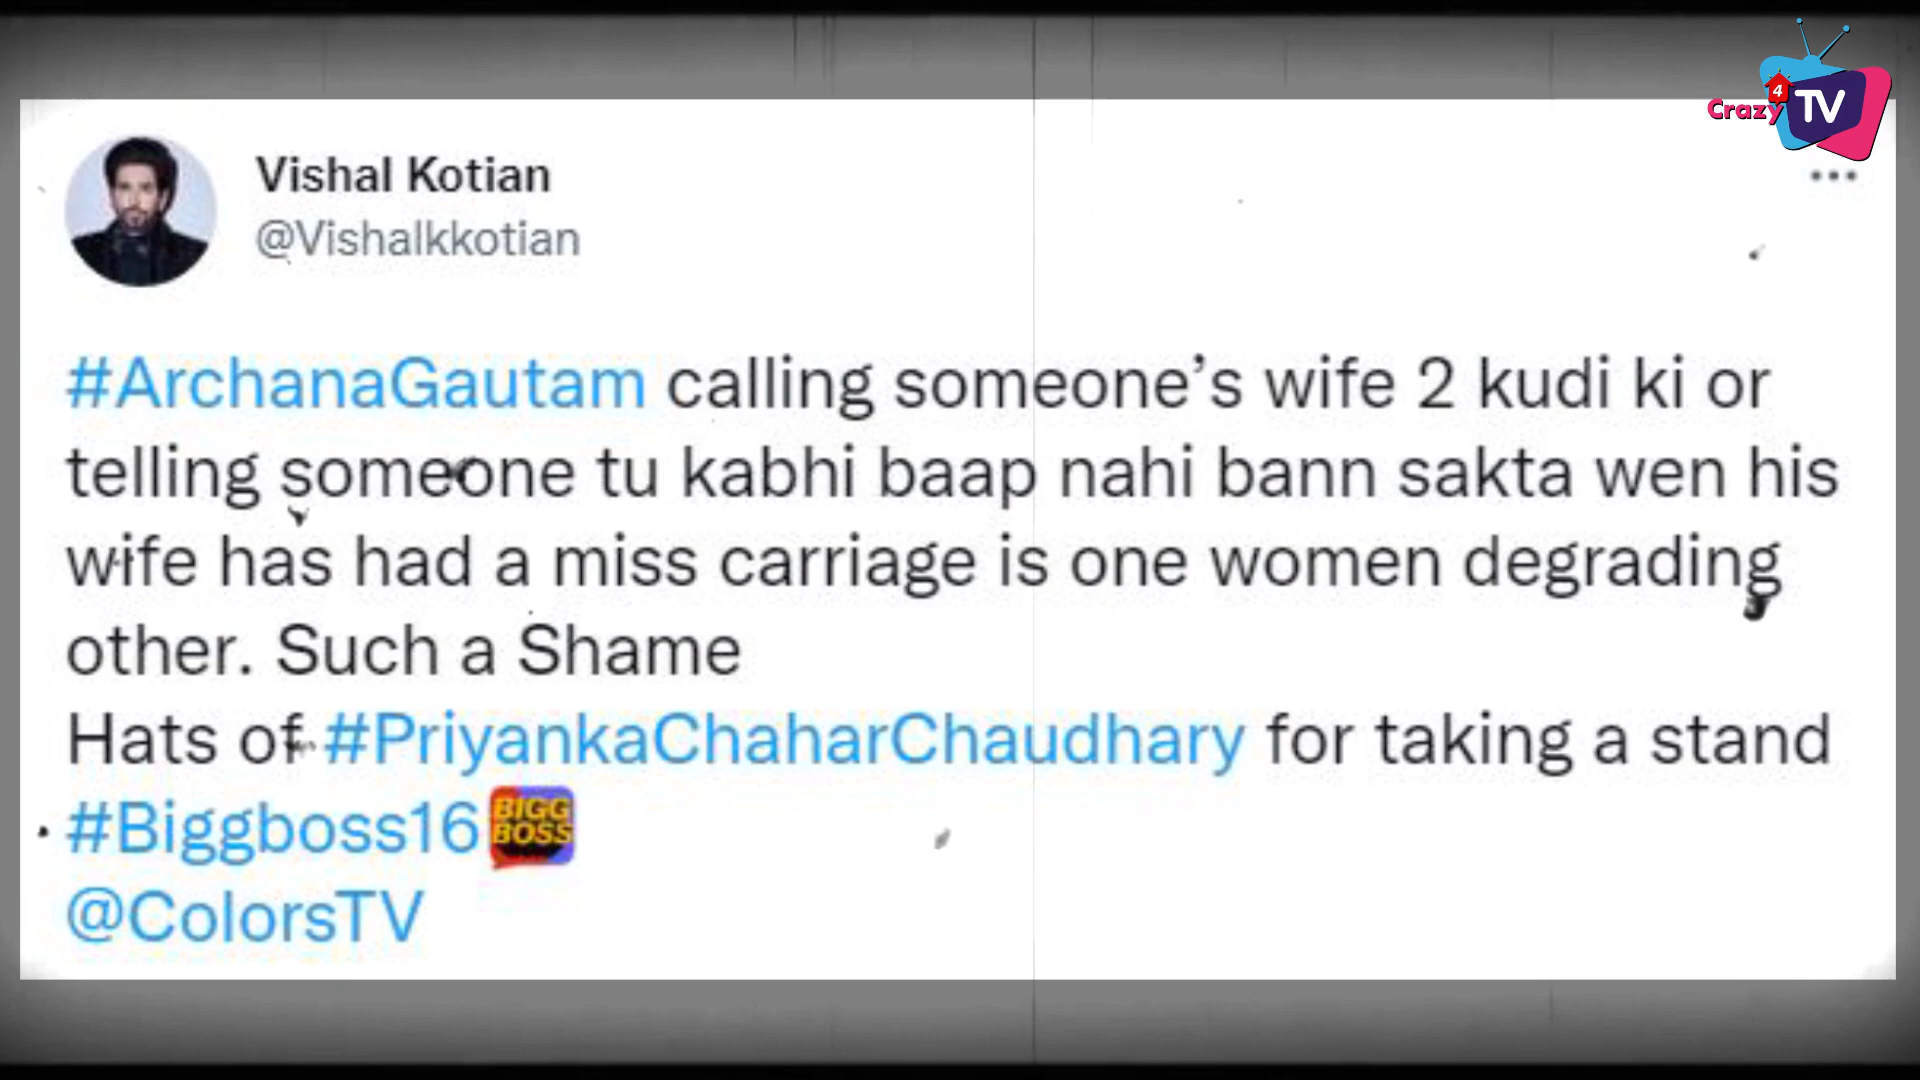 Crazy 4 TV
Vishal Kotian
@Vishalkkotian
#ArchanaGautam calling someone’s wife 2 kudi ki or
telling someone tu kabhi baap nahi bann sakta wen his
wife has had a miss carriage is one women degrading
other. Such a Shame
Hats of #PriyankaChaharChaudhary for taking a stand
#Biggboss16 BIGG BOSS
@ColorsTV